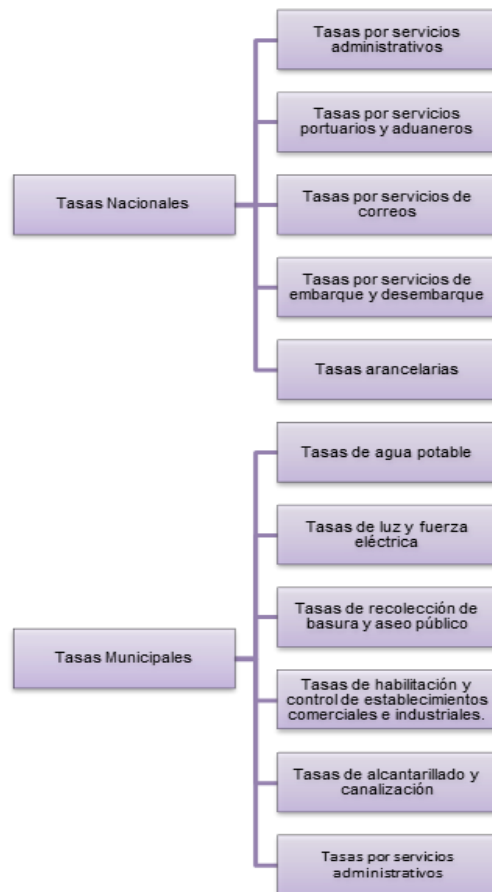 Tasas Nacionales
Tasas por servicios
administrativos
Tasas por servicios
portuarios y aduaneros
Tasas por servicios de
correos
Tasas por servicios de
embarque y desembarque
Tasas arancelarias
Tasas Municipales
Tasas de agua potable
Tasas de luz y fuerza
eléctrica
Tasas de recolección de
basura y aseo público
Tasas de habilitación y
control de establecimientos
comerciales e industriales.
Tasas de alcantarillado y
canalización
Tasas por servicios
administrativos